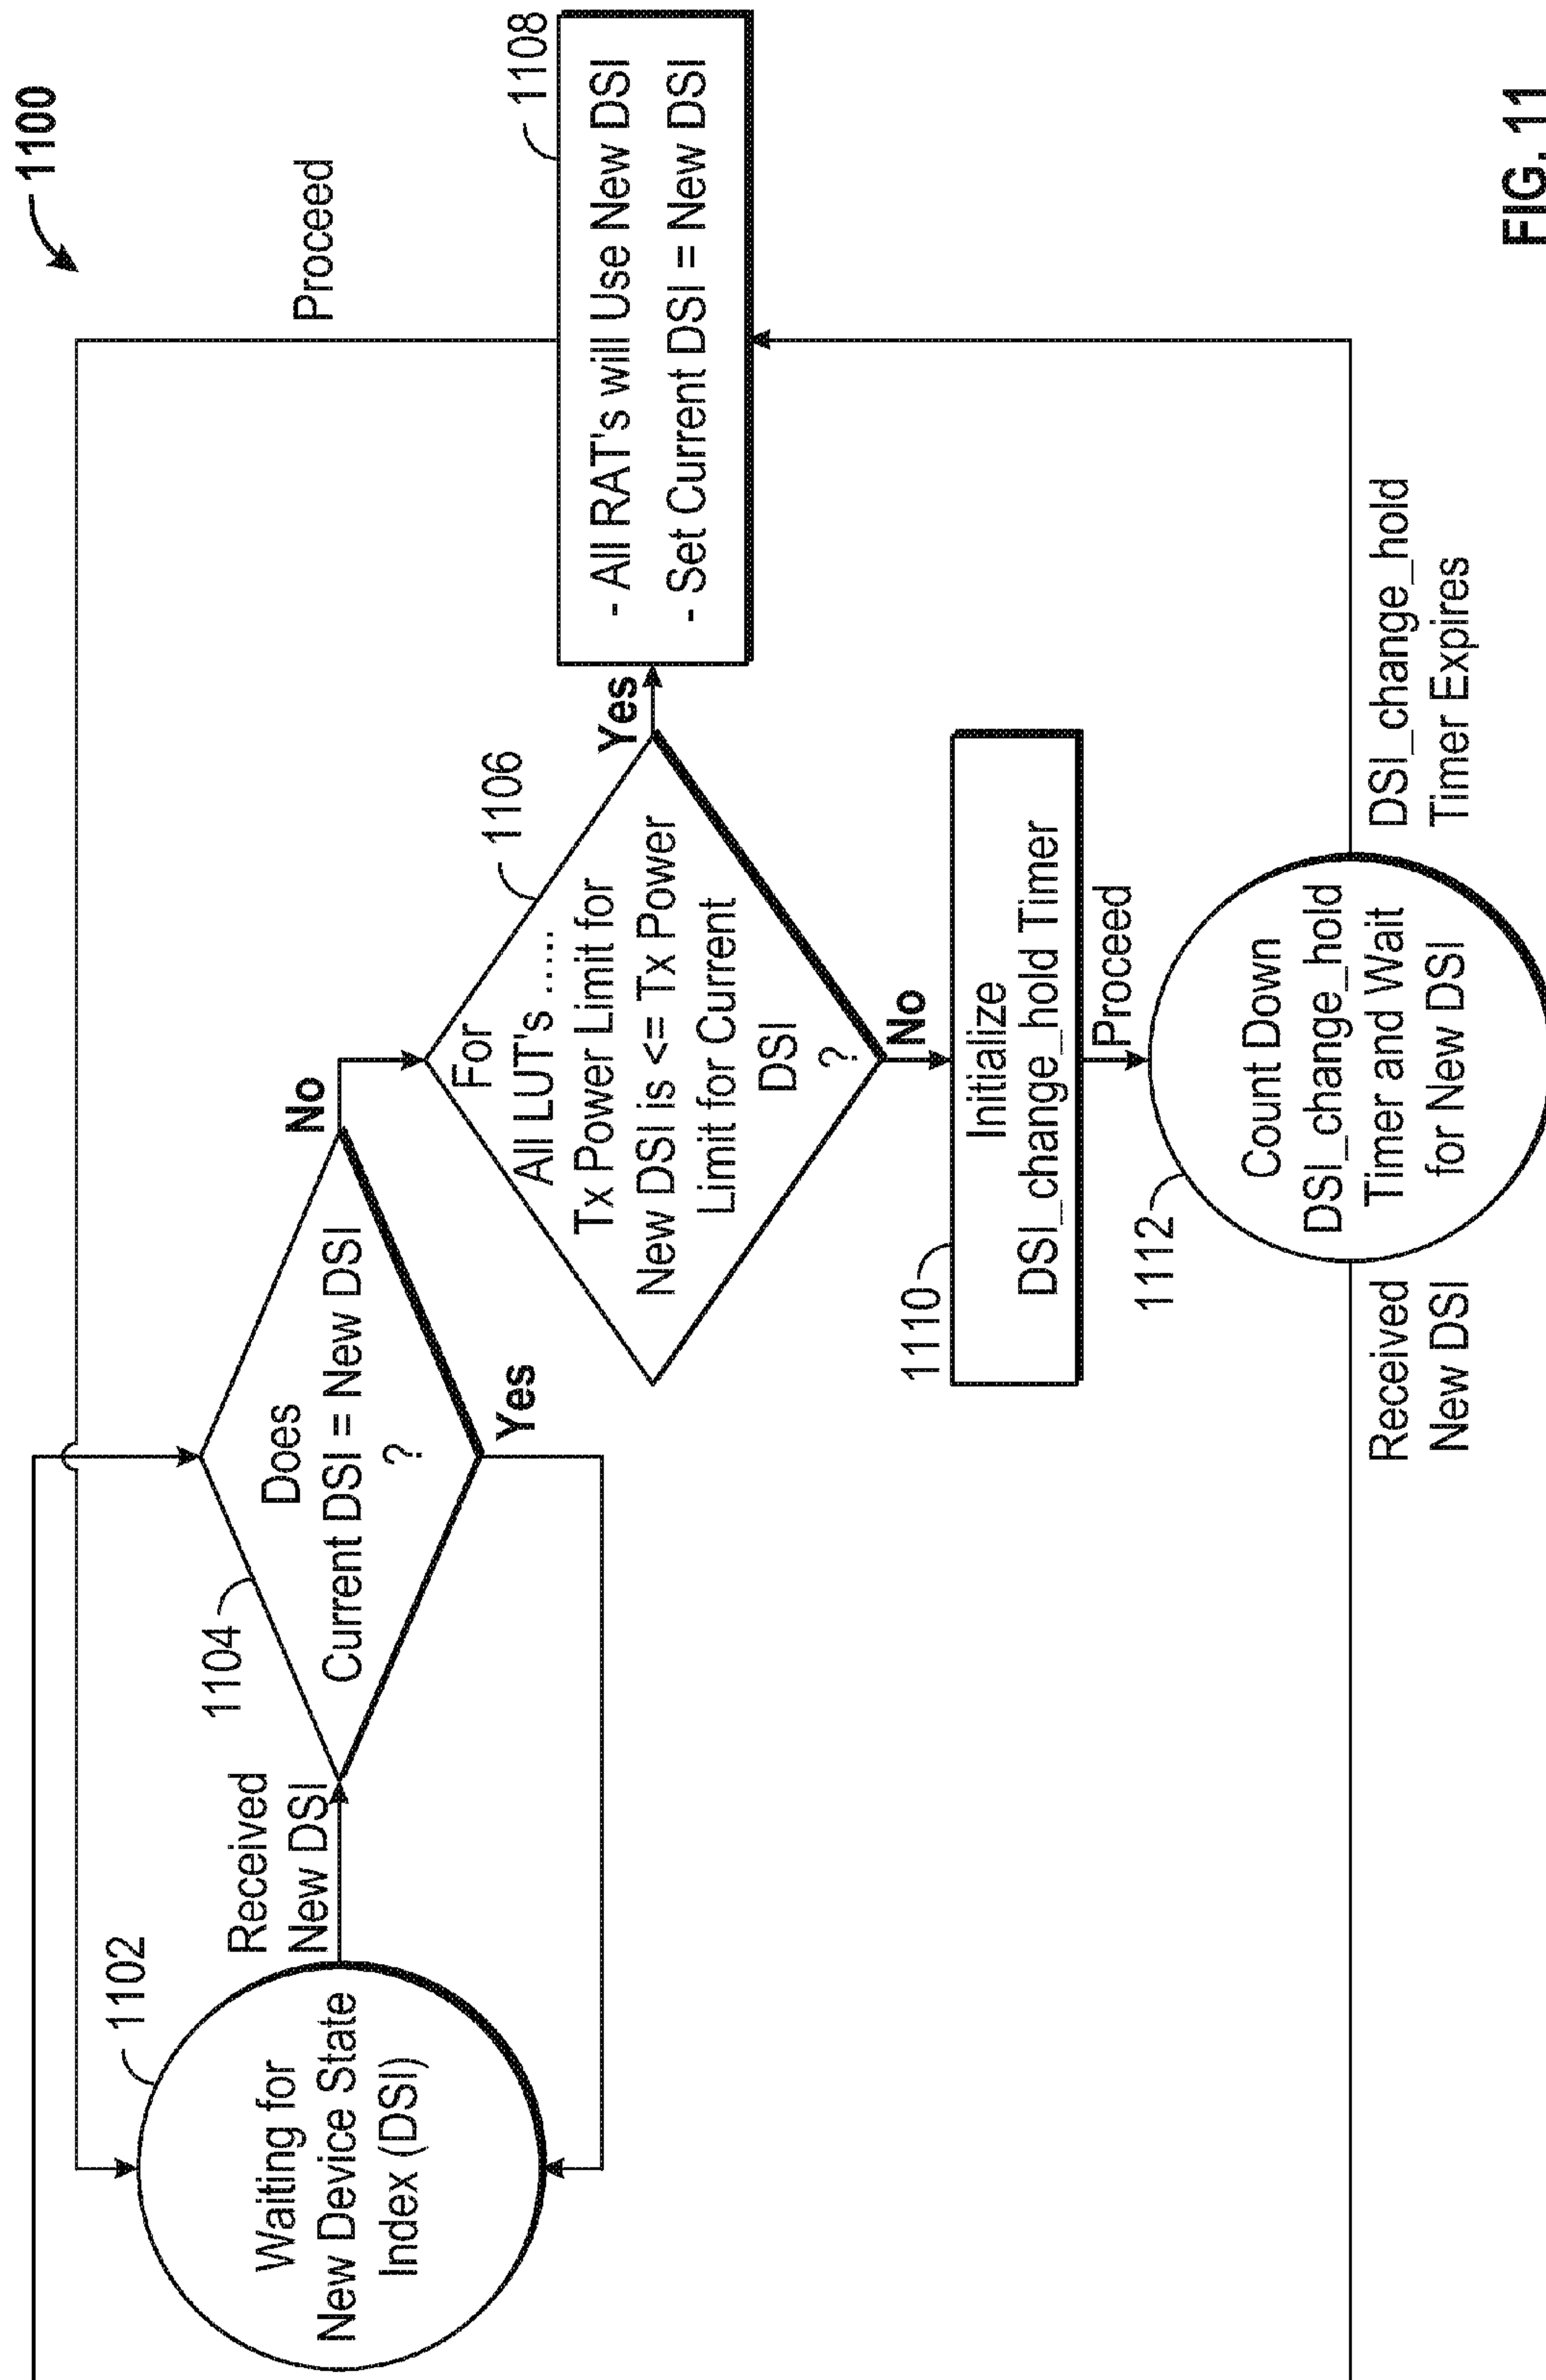 1100
Proceed
1102
Waiting for
New Device State
Index (DSI)
Received
New DSI
1104
Does
Current DSI = New DSI
?
No
Yes
1106
For
All LUT's .....
Tx Power Limit for
New DSI is <= Tx Power
Limit for Current
DSI
?
Yes
No
1108
- All RAT's will Use New DSI
- Set Current DSI = New DSI
1110
Initialize
DSI_change_hold Timer
Proceed
1112
Count Down
DSI_change_hold
Timer and Wait
for New DSI
Received
New DSI
DSI_change_hold
Timer Expires
FIG. 11